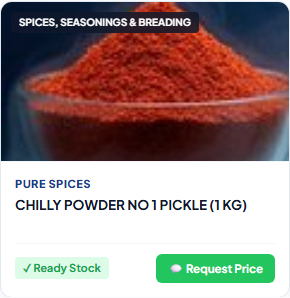 SPICES, SEASONINGS & BREADING
PURE SPICES
CHILLY POWDER NO 1 PICKLE (1 KG)
✓ Ready Stock
Request Price